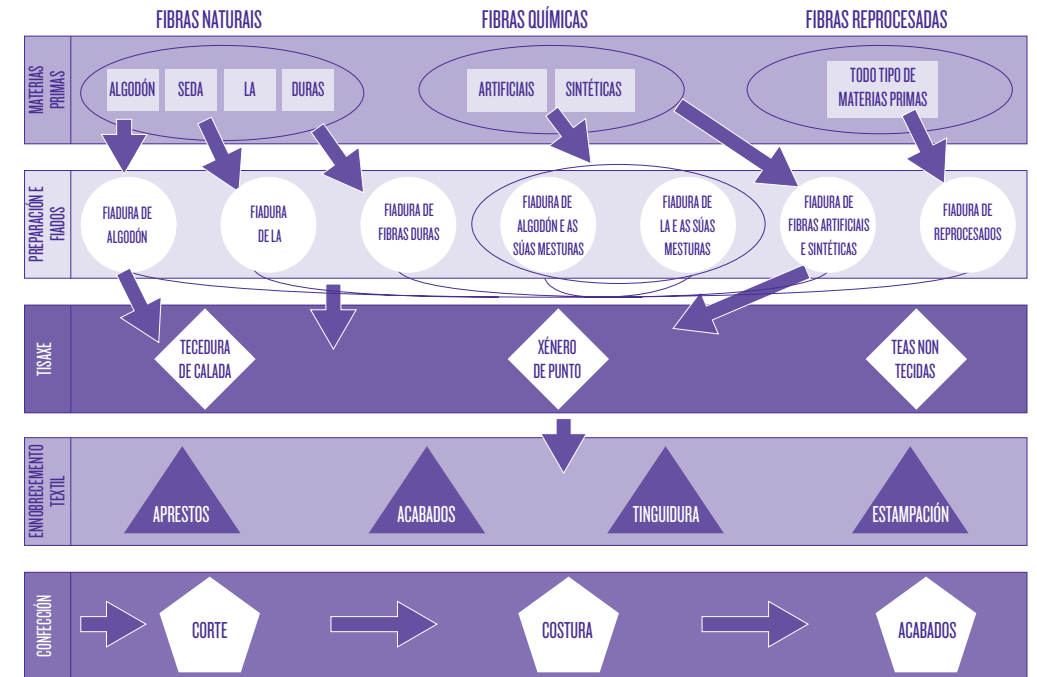 FIBRAS NATURAIS
FIBRAS QUÍMICAS
FIBRAS REPROCESADAS
MATERIAS
PRIMAS
ALGODÓN
SEDA
LA
DURAS
ARTIFICIAIS
SINTÉTICAS
TODO TIPO DE
MATERIAS PRIMAS
PREPARACIÓN E
FIADOS
FIADURA DE
ALGODÓN
FIADURA
DE LA
FIADURA DE
FIBRAS DURAS
FIADURA DE
ALGODÓN E AS
SÚAS MESTURAS
FIADURA DE
LA E AS SÚAS
MESTURAS
FIADURA DE
FIBRAS ARTIFICIAIS
E SINTÉTICAS
FIADURA DE
REPROCESADOS
TISAXE
TECEDURA
DE CALADA
XÉNERO
DE PUNTO
TEAS NON
TECIDAS
ENNOBRECEMENTO
TEXTIL
APRESTOS
ACABADOS
TINGUIDURA
ESTAMPACIÓN
CONFECCIÓN
CORTE
COSTURA
ACABADOS